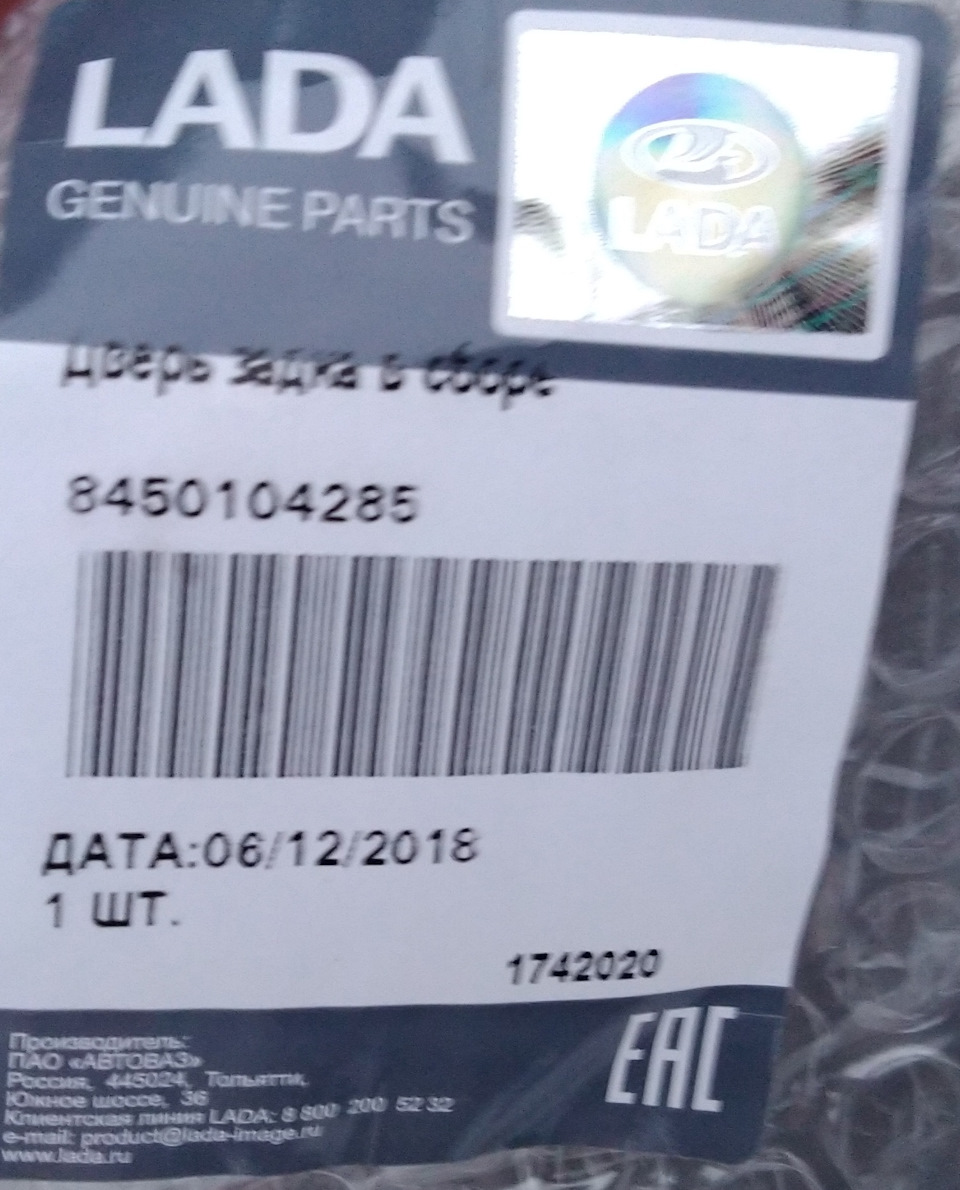 LADA
GENUINE PARTS
LADA
Дверь задка в сборе
8450104285
ДАТА:06/12/2018
1 ШТ.
1742020
EAC
Производитель:
ПАО «АВТОВАЗ»
Россия, 445024, Тольятти,
Южное шоссе, 36
Клиентская линия LADA: 8 800 200 52 32
e-mail: product@lada-image.ru
www.lada.ru